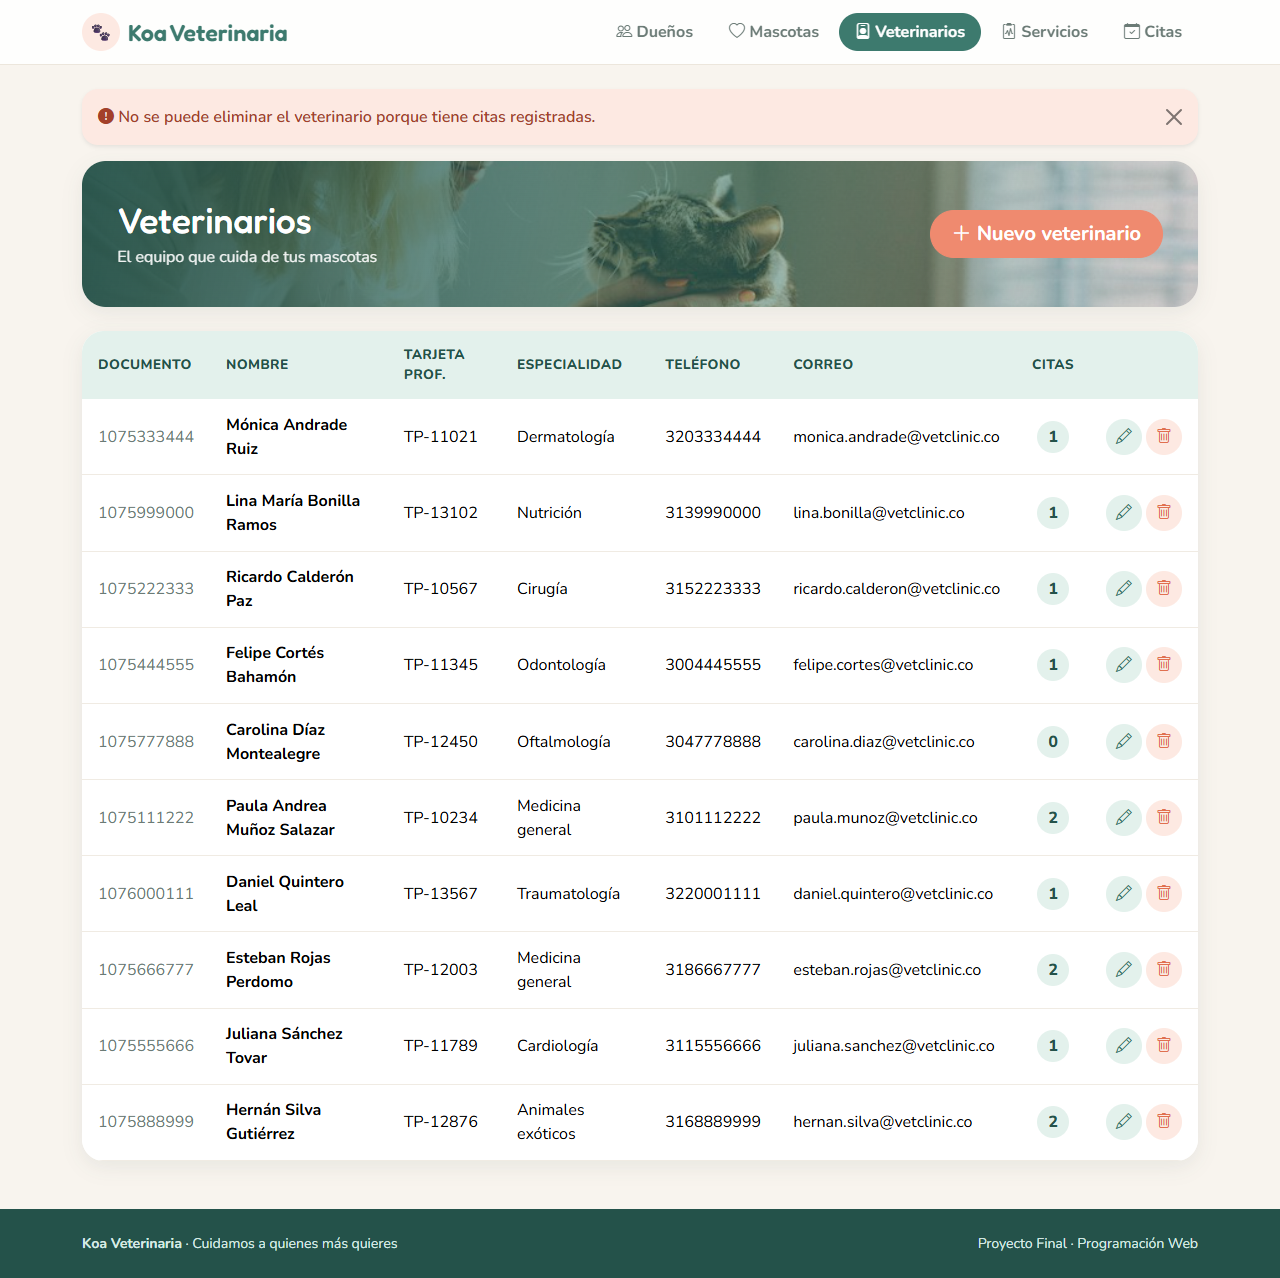 Koa Veterinaria
Dueños
Mascotas
Veterinarios
Servicios
Citas
No se puede eliminar el veterinario porque tiene citas registradas.
Veterinarios
El equipo que cuida de tus mascotas
+ Nuevo veterinario
DOCUMENTO NOMBRE TARJETA PROF. ESPECIALIDAD TELÉFONO CORREO CITAS
1075333444 Mónica Andrade Ruiz TP-11021 Dermatología 3203334444 monica.andrade@vetclinic.co 1
1075999000 Lina María Bonilla Ramos TP-13102 Nutrición 3139990000 lina.bonilla@vetclinic.co 1
1075222333 Ricardo Calderón Paz TP-10567 Cirugía 3152223333 ricardo.calderon@vetclinic.co 1
1075444555 Felipe Cortés Bahamón TP-11345 Odontología 3004445555 felipe.cortes@vetclinic.co 1
1075777888 Carolina Díaz Montealegre TP-12450 Oftalmología 3047778888 carolina.diaz@vetclinic.co 0
1075111222 Paula Andrea Muñoz Salazar TP-10234 Medicina general 3101112222 paula.munoz@vetclinic.co 2
1076000111 Daniel Quintero Leal TP-13567 Traumatología 3220001111 daniel.quintero@vetclinic.co 1
1075666777 Esteban Rojas Perdomo TP-12003 Medicina general 3186667777 esteban.rojas@vetclinic.co 2
1075555666 Juliana Sánchez Tovar TP-11789 Cardiología 3115556666 juliana.sanchez@vetclinic.co 1
1075888999 Hernán Silva Gutiérrez TP-12876 Animales exóticos 3168889999 hernan.silva@vetclinic.co 2
Koa Veterinaria · Cuidamos a quienes más quieres
Proyecto Final · Programación Web